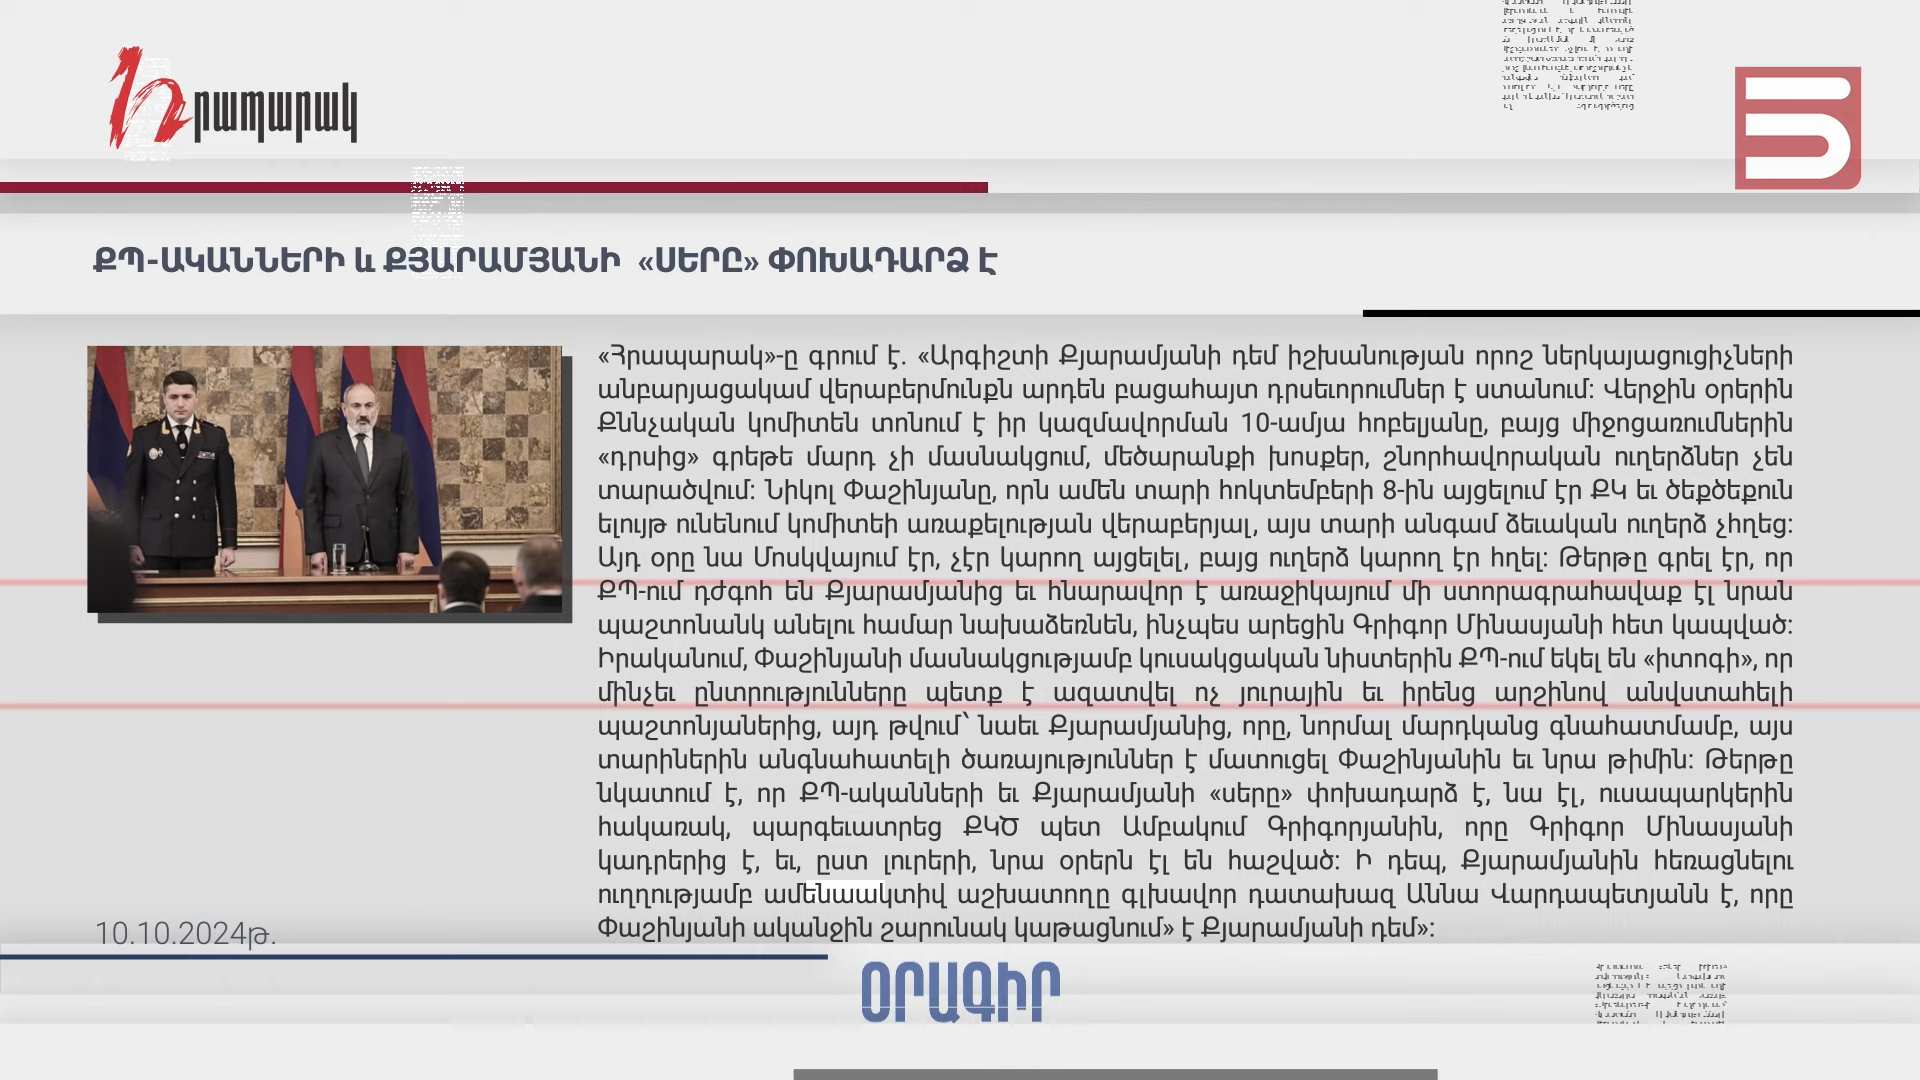 Հրապարակ
ՔՊ-ԱԿԱՆՆԵՐԻ և ՔՅԱՐԱՄՅԱՆԻ «ՍԵՐԸ» ՓՈԽԱԴԱՐՁ Է
«Հրապարակ»-ը գրում է. «Արգիշտի Քյարամյանի դեմ իշխանության որոշ ներկայացուցիչների
անբարյացակամ վերաբերմունքն արդեն բացահայտ դրսեւորումներ է ստանում: Վերջին օրերին
Քննչական կոմիտեն տոնում է իր կազմավորման 10-ամյա հոբելյանը, բայց միջոցառումներին
«դրսից» գրեթե մարդ չի մասնակցում, մեծարանքի խոսքեր, շնորհավորական ուղերձներ չեն
տարածվում: Նիկոլ Փաշինյանը, որն ամեն տարի հոկտեմբերի 8-ին այցելում էր ՔԿ եւ ծեքծեքուն
ելույթ ունենում կոմիտեի առաքելության վերաբերյալ, այս տարի անգամ ձեւական ուղերձ չհղեց:
Այդ օրը նա Մոսկվայում էր, չէր կարող այցելել, բայց ուղերձ կարող էր հղել: Թերթը գրել էր, որ
ՔՊ-ում դժգոհ են Քյարամյանից եւ հնարավոր է առաջիկայում մի ստորագրահավաք էլ նրան
պաշտոնանկ անելու համար նախաձեռնեն, ինչպես արեցին Գրիգոր Մինասյանի հետ կապված:
Իրականում, Փաշինյանի մասնակցությամբ կուսակցական նիստերին ՔՊ-ում եկել են «իտոգի», որ
մինչեւ ընտրությունները պետք է ազատվել ոչ յուրային եւ իրենց արշինով անվստահելի
պաշտոնյաներից, այդ թվում՝ նաեւ Քյարամյանից, որը, նորմալ մարդկանց գնահատմամբ, այս
տարիներին անգնահատելի ծառայություններ է մատուցել Փաշինյանին եւ նրա թիմին: Թերթը
նկատում է, որ ՔՊ-ականների եւ Քյարամյանի «սերը» փոխադարձ է, նա էլ, ուսապարկերին
հակառակ, պարգեւատրեց ՔԿԾ պետ Ամբակում Գրիգորյանին, որը Գրիգոր Մինասյանի
կադրերից է, եւ, ըստ լուրերի, նրա օրերն էլ են հաշված: Ի դեպ, Քյարամյանին հեռացնելու
ուղղությամբ ամենաակտիվ աշխատողը գլխավոր դատախազ Աննա Վարդապետյանն է, որը
Փաշինյանի ականջին շարունակ կաթացնում» է Քյարամյանի դեմ»:
10.10.2024թ.
ՕՐԱԳԻՐ